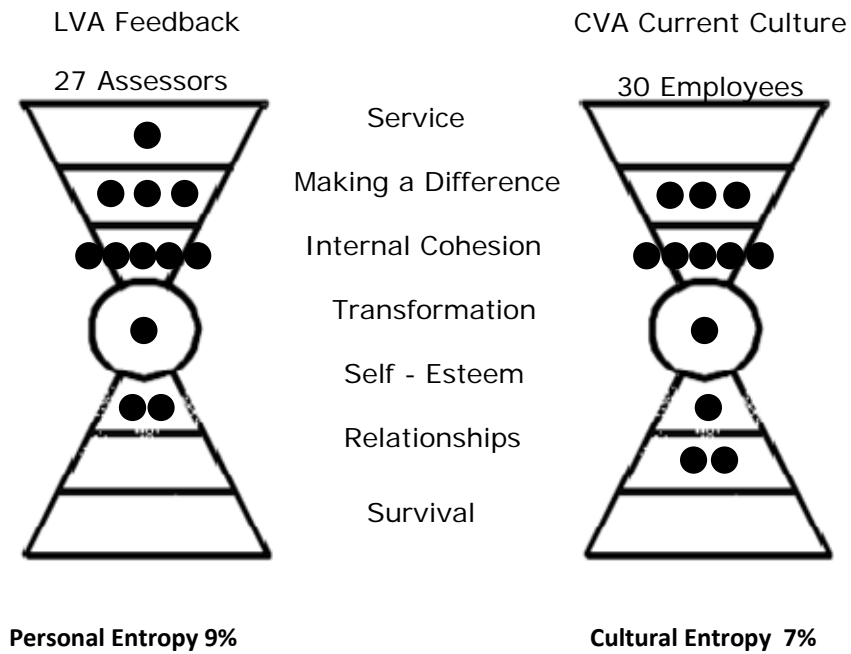 LVA Feedback
27 Assessors
CVA Current Culture
30 Employees
Service
Making a Difference
Internal Cohesion
Transformation
Self - Esteem
Relationships
Survival
Personal Entropy 9%
Cultural Entropy 7%